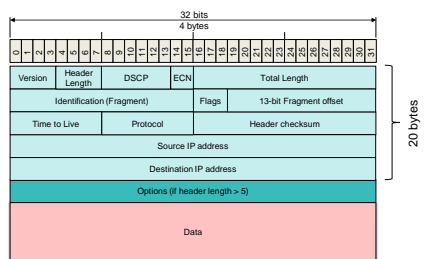 32 bits
4 bytes
0 1 2 3 4 5 6 7 8 9 10 11 12 13 14 15 16 17 18 19 20 21 22 23 24 25 26 27 28 29 30 31
Version Header Length DSCP ECN Total Length
Identification (Fragment) Flags 13-bit Fragment offset
Time to Live Protocol Header checksum
Source IP address
Destination IP address
20 bytes
Options (if header length > 5)
Data